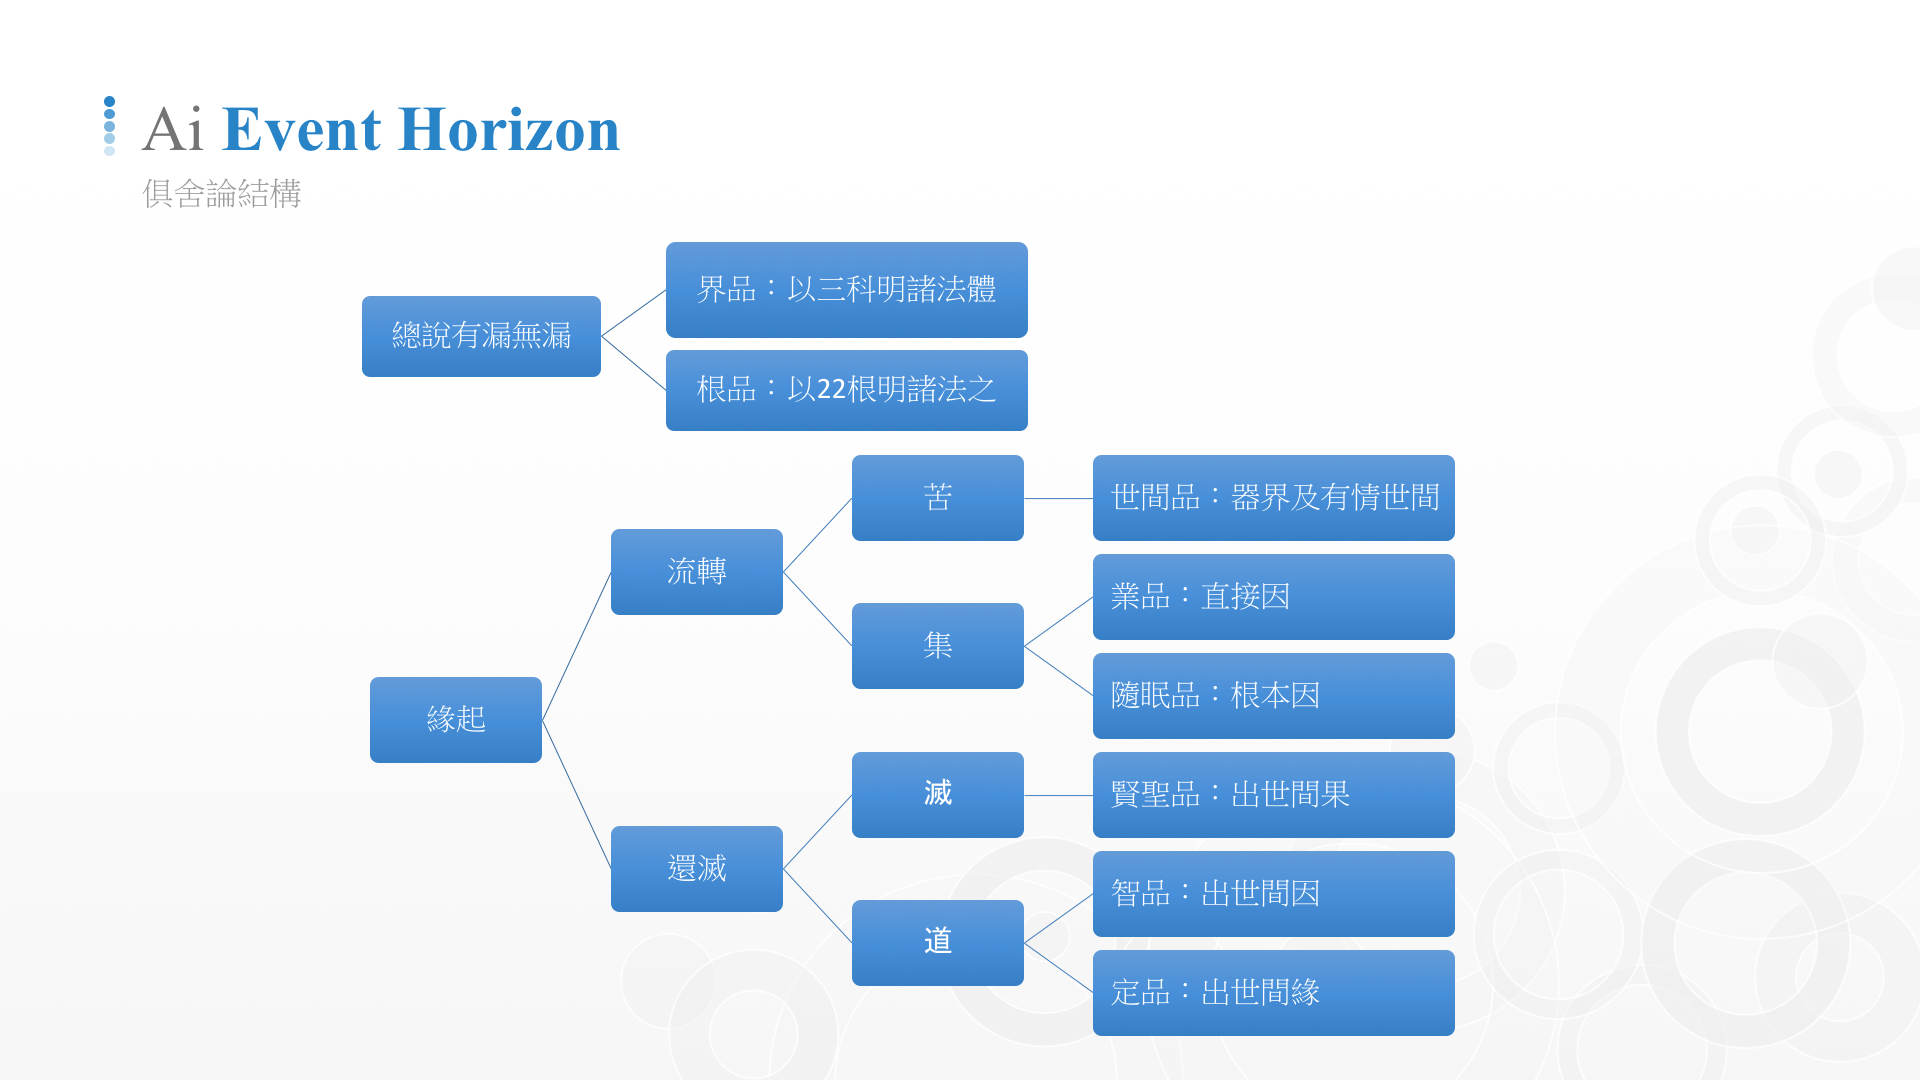 Ai Event Horizon
俱舍論結構
總說有漏無漏
界品：以三科明諸法體
根品：以22根明諸法之
緣起
流轉
苦
世間品：器界及有情世間
集
業品：直接因
隨眠品：根本因
還滅
滅
賢聖品：出世間果
道
智品：出世間因
定品：出世間緣